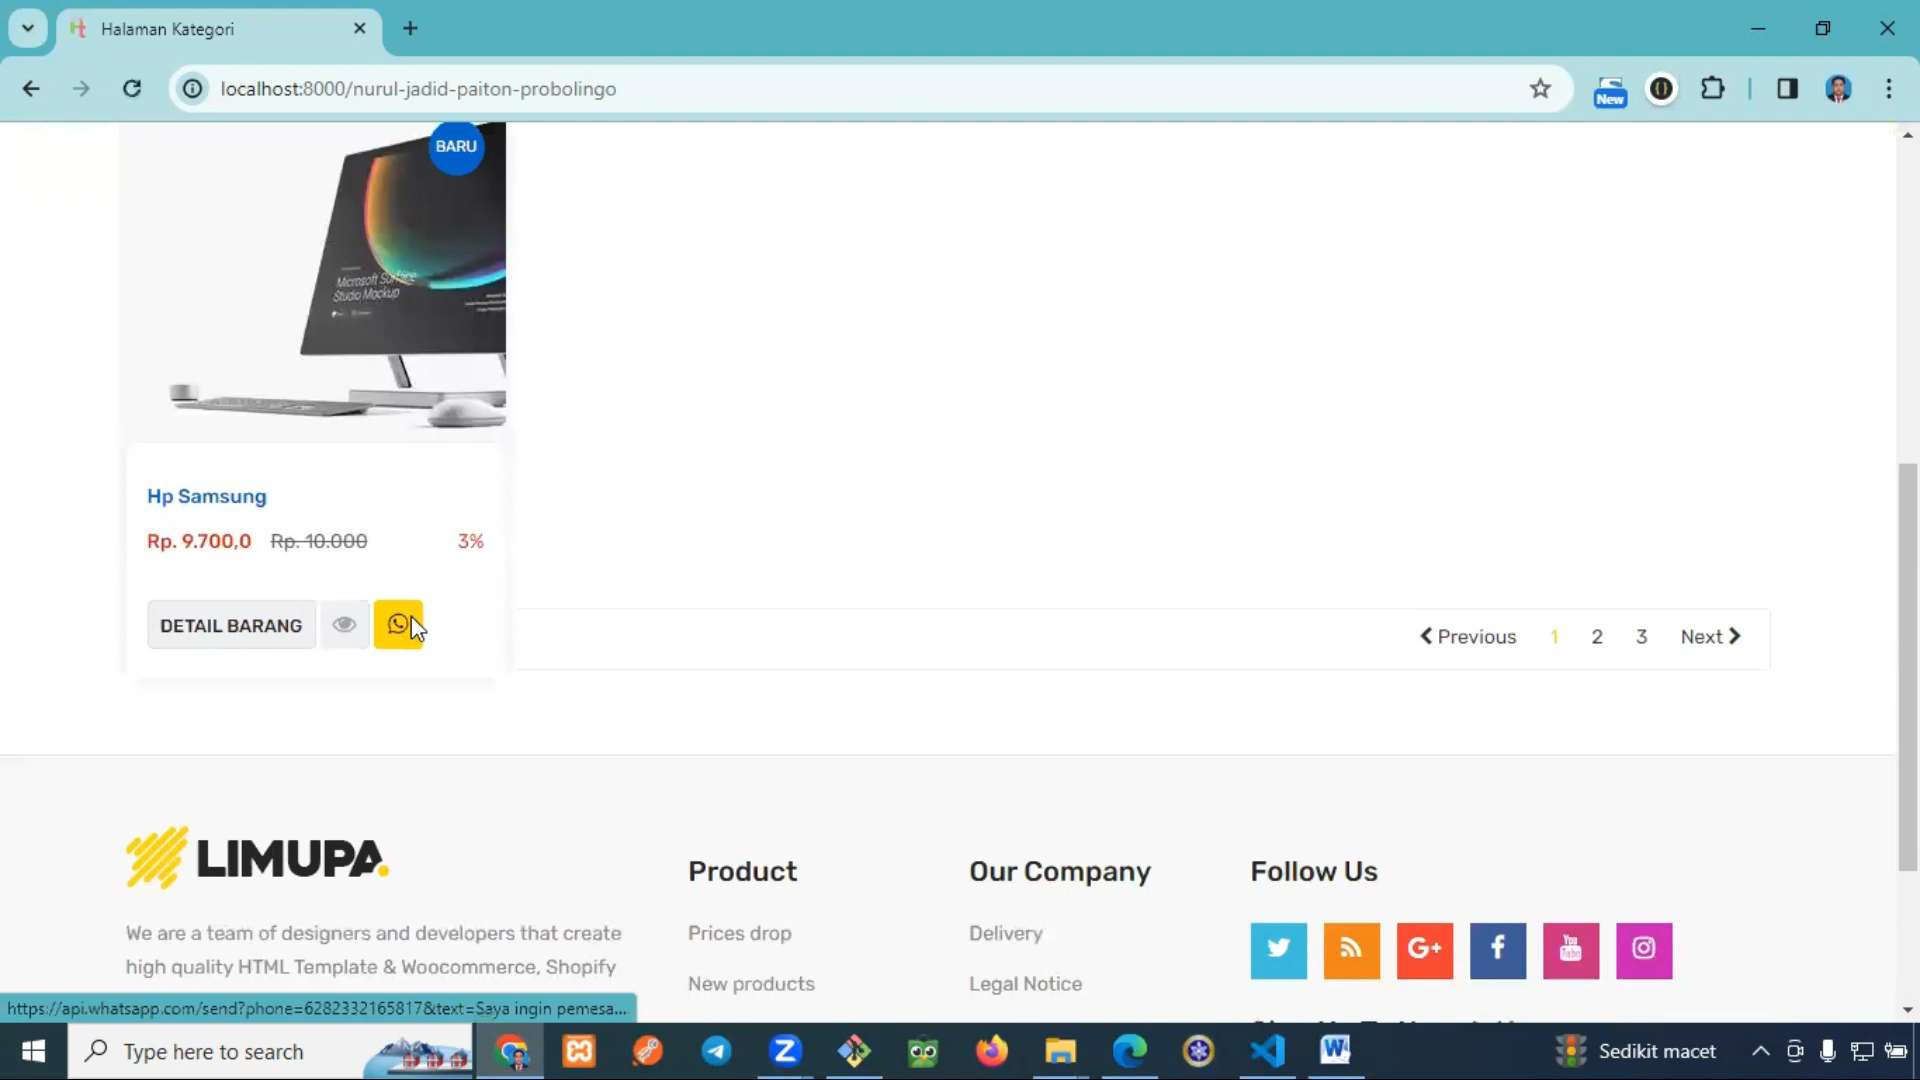 Halaman Kategori
localhost:8000/nurul-jadid-paiton-probolingo
New
BARU
Microsoft Surface
Studio Mockup
Hp Samsung
Rp. 9.700,0 Rp. 10.000 3%
DETAIL BARANG
Previous 1 2 3 Next
LIMUPA.
We are a team of designers and developers that create
high quality HTML Template & Woocommerce, Shopify
Product
Prices drop
New products
Our Company
Delivery
Legal Notice
Follow Us
G+
You
Tube
https://api.whatsapp.com/send?phone=6282332165817&text=Saya ingin pemesa...
Type here to search
Sedikit macet